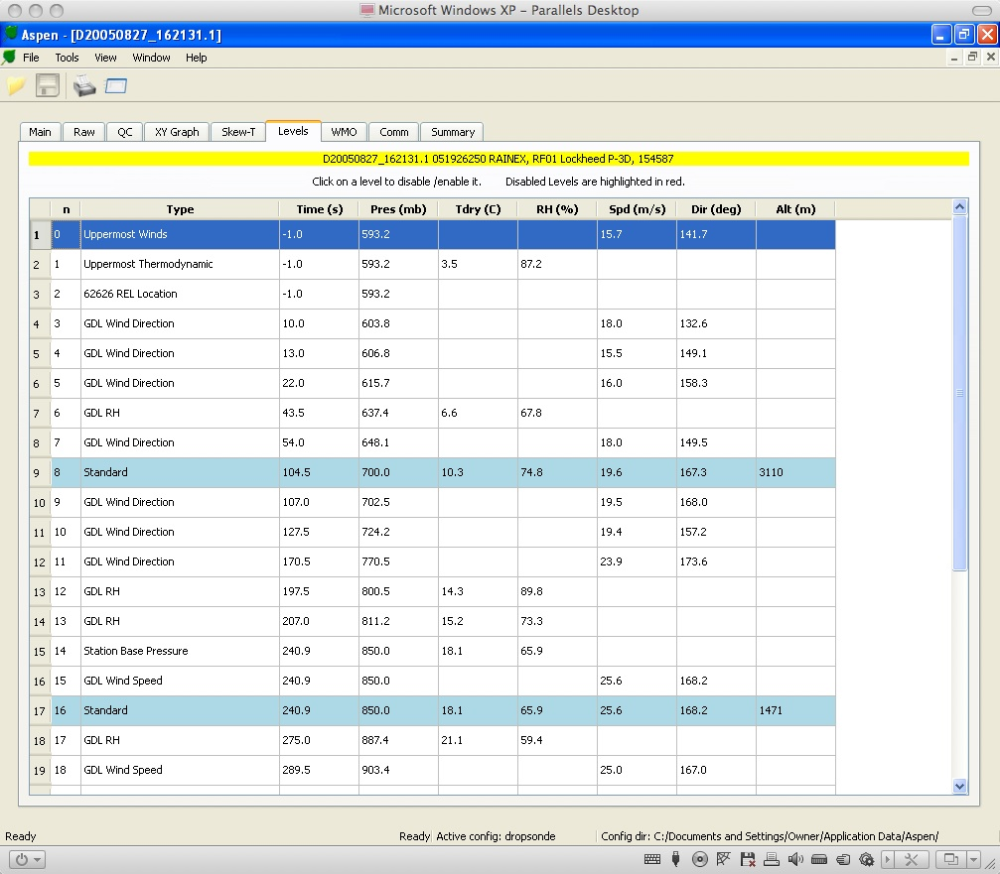 Microsoft Windows XP – Parallels Desktop
Aspen - [D20050827_162131.1]
File Tools View Window Help
Main Raw QC XY Graph Skew-T Levels WMO Comm Summary
D20050827_162131.1 051926250 RAINEX, RF01 Lockheed P-3D, 154587
Click on a level to disable /enable it. Disabled Levels are highlighted in red.
n Type Time (s) Pres (mb) Tdry (C) RH (%) Spd (m/s) Dir (deg) Alt (m)
1 0 Uppermost Winds -1.0 593.2 15.7 141.7
2 1 Uppermost Thermodynamic -1.0 593.2 3.5 87.2
3 2 62626 REL Location -1.0 593.2
4 3 GDL Wind Direction 10.0 603.8 18.0 132.6
5 4 GDL Wind Direction 13.0 606.8 15.5 149.1
6 5 GDL Wind Direction 22.0 615.7 16.0 158.3
7 6 GDL RH 43.5 637.4 6.6 67.8
8 7 GDL Wind Direction 54.0 648.1 18.0 149.5
9 8 Standard 104.5 700.0 10.3 74.8 19.6 167.3 3110
10 9 GDL Wind Direction 107.0 702.5 19.5 168.0
11 10 GDL Wind Direction 127.5 724.2 19.4 157.2
12 11 GDL Wind Direction 170.5 770.5 23.9 173.6
13 12 GDL RH 197.5 800.5 14.3 89.8
14 13 GDL RH 207.0 811.2 15.2 73.3
15 14 Station Base Pressure 240.9 850.0 18.1 65.9
16 15 GDL Wind Speed 240.9 850.0 25.6 168.2
17 16 Standard 240.9 850.0 18.1 65.9 25.6 168.2 1471
18 17 GDL RH 275.0 887.4 21.1 59.4
19 18 GDL Wind Speed 289.5 903.4 25.0 167.0
Ready Ready Active config: dropsonde Config dir: C:/Documents and Settings/Owner/Application Data/Aspen/